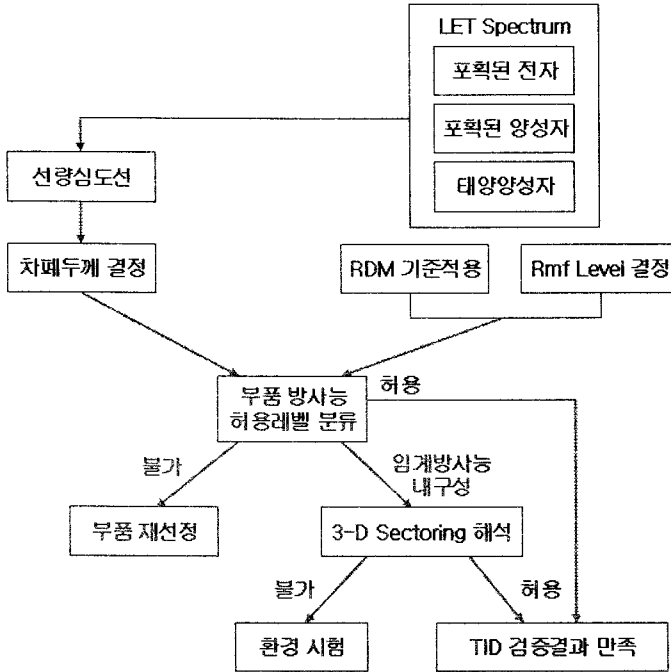 LET Spectrum
포획된 전자
포획된 양성자
태양양성자
선량심도선
차폐두께 결정
RDM 기준적용
Rmf Level 결정
부품 방사능
허용레벨 분류
허용
불가
임계방사능
내구성
부품 재선정
3-D Sectoring 해석
불가
허용
환경 시험
TID 검증결과 만족